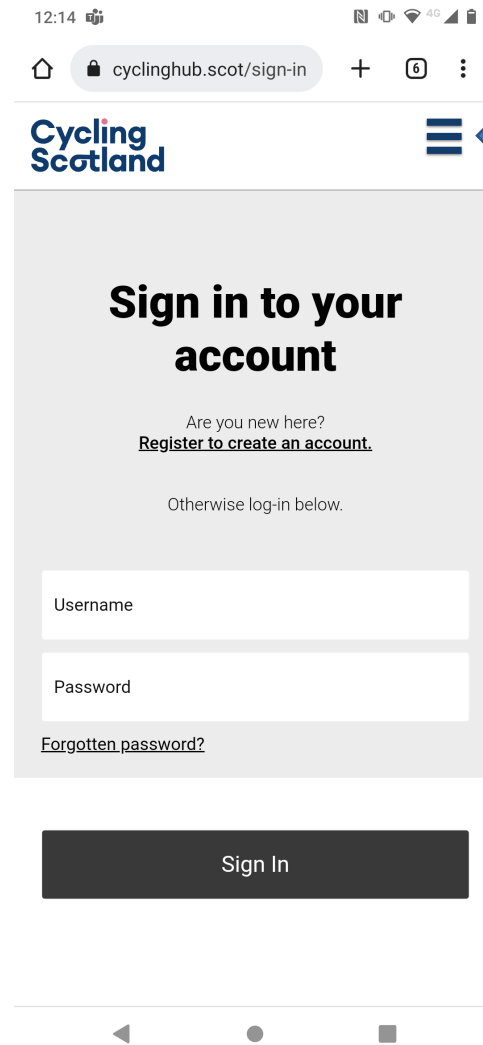 12:14
4G
cyclinghub.scot/sign-in
6
Cycling
Scotland
Sign in to your
account
Are you new here?
Register to create an account.
Otherwise log-in below.
Username
Password
Forgotten password?
Sign In